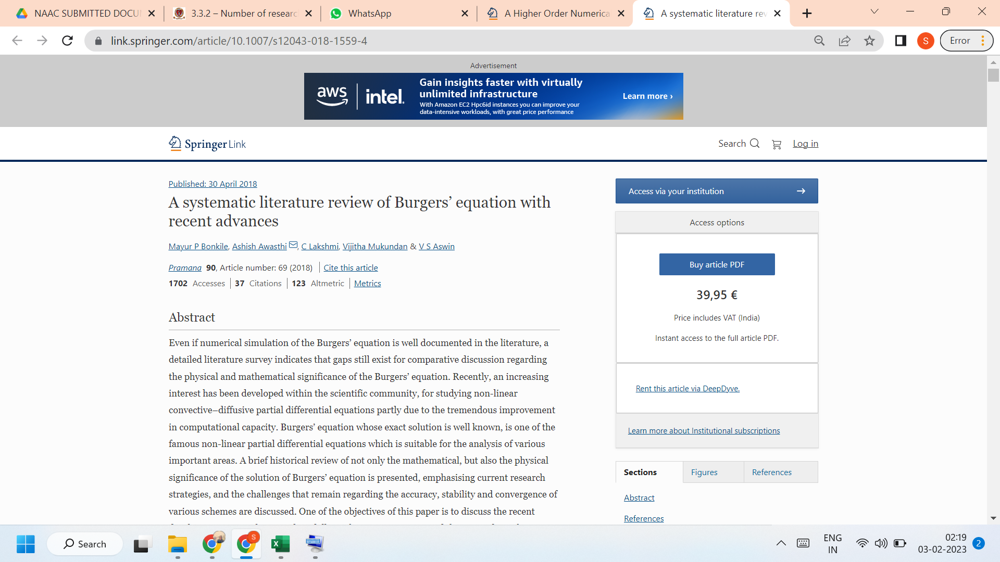 NAAC SUBMITTED DOCU
3.3.2 – Number of researc
WhatsApp
A Higher Order Numerica
A systematic literature rev
link.springer.com/article/10.1007/s12043-018-1559-4
S
Error
Advertisement
aws
intel.
Gain insights faster with virtually
unlimited infrastructure
With Amazon EC2 Hpc6id instances you can improve your
data-intensive workloads, with great price performance
Learn more ›
Springer Link
Search
Log in
Published: 30 April 2018
A systematic literature review of Burgers’ equation with
recent advances
Mayur P Bonkile, Ashish Awasthi, C Lakshmi, Vijitha Mukundan & V S Aswin
Pramana 90, Article number: 69 (2018)
Cite this article
1702 Accesses
37 Citations
123 Altmetric
Metrics
Abstract
Even if numerical simulation of the Burgers’ equation is well documented in the literature, a
detailed literature survey indicates that gaps still exist for comparative discussion regarding
the physical and mathematical significance of the Burgers’ equation. Recently, an increasing
interest has been developed within the scientific community, for studying non-linear
convective–diffusive partial differential equations partly due to the tremendous improvement
in computational capacity. Burgers’ equation whose exact solution is well known, is one of the
famous non-linear partial differential equations which is suitable for the analysis of various
important areas. A brief historical review of not only the mathematical, but also the physical
significance of the solution of Burgers’ equation is presented, emphasising current research
strategies, and the challenges that remain regarding the accuracy, stability and convergence of
various schemes are discussed. One of the objectives of this paper is to discuss the recent
Access via your institution
Access options
Buy article PDF
39,95 €
Price includes VAT (India)
Instant access to the full article PDF.
Rent this article via DeepDyve.
Learn more about Institutional subscriptions
Sections
Figures
References
Abstract
References
Search
S
ENG
IN
02:19
03-02-2023
2